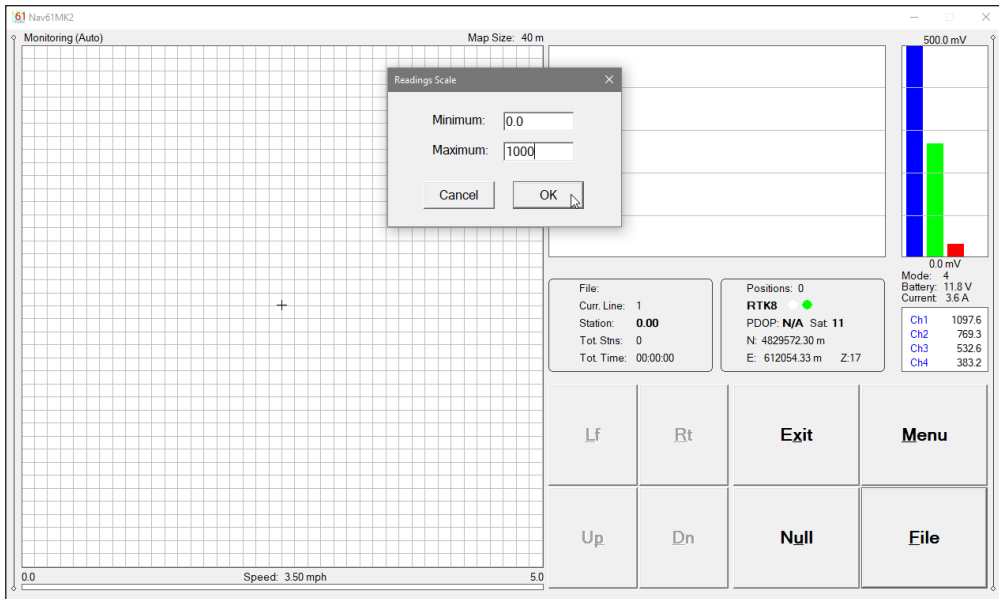 61 Nav61MK2
Monitoring (Auto)
Map Size: 40 m
Readings Scale
Minimum: 0.0
Maximum: 1000
Cancel OK
500.0 mV
0.0 mV
Mode: 4
Battery: 11.8 V
Current: 3.6 A
Ch1 1097.6
Ch2 769.3
Ch3 532.6
Ch4 383.2
File:
Curr. Line: 1
Station: 0.00
Tot. Stns: 0
Tot. Time: 00:00:00
Positions: 0
RTK8
PDOP: N/A Sat: 11
N: 4829572.30 m
E: 612054.33 m Z:17
Lf Rt Exit Menu
Up Dn Null File
0.0 Speed: 3.50 mph 5.0